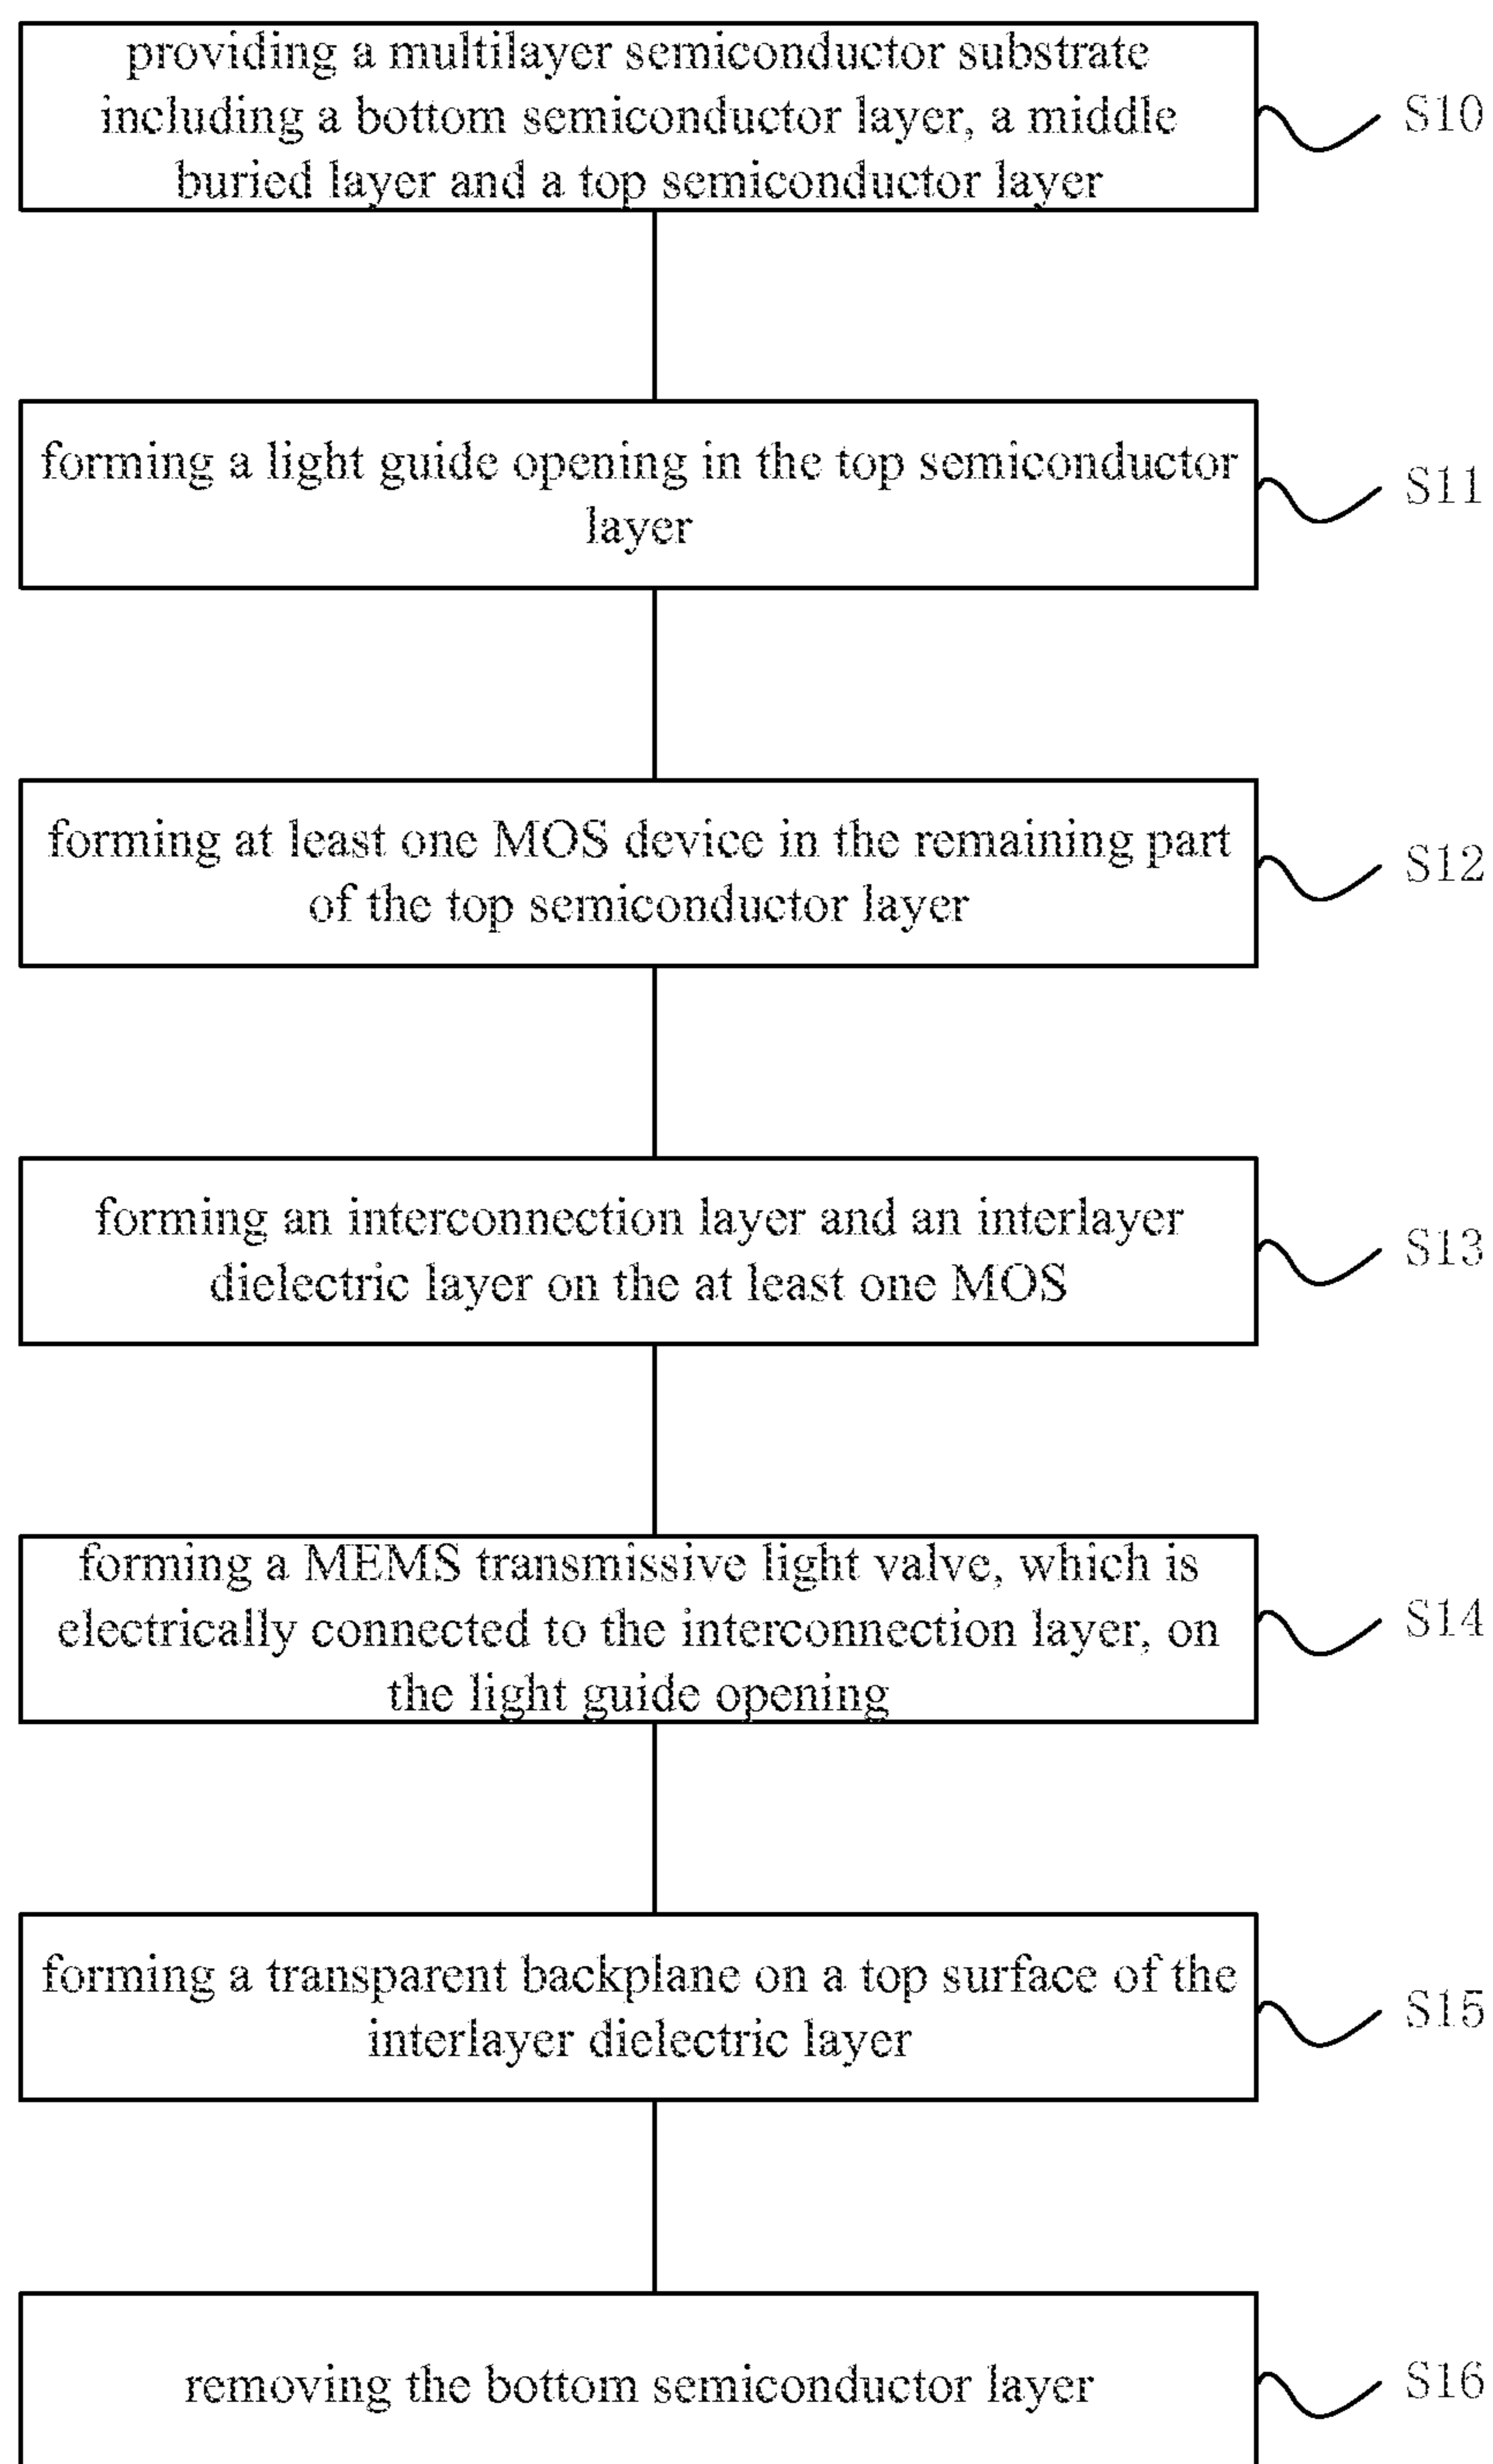 providing a multilayer semiconductor substrate
including a bottom semiconductor layer, a middle
buried layer and a top semiconductor layer
S10
forming a light guide opening in the top semiconductor
layer
S11
forming at least one MOS device in the remaining part
of the top semiconductor layer
S12
forming an interconnection layer and an interlayer
dielectric layer on the at least one MOS
S13
forming a MEMS transmissive light valve, which is
electrically connected to the interconnection layer, on
the light guide opening
S14
forming a transparent backplane on a top surface of the
interlayer dielectric layer
S15
removing the bottom semiconductor layer
S16